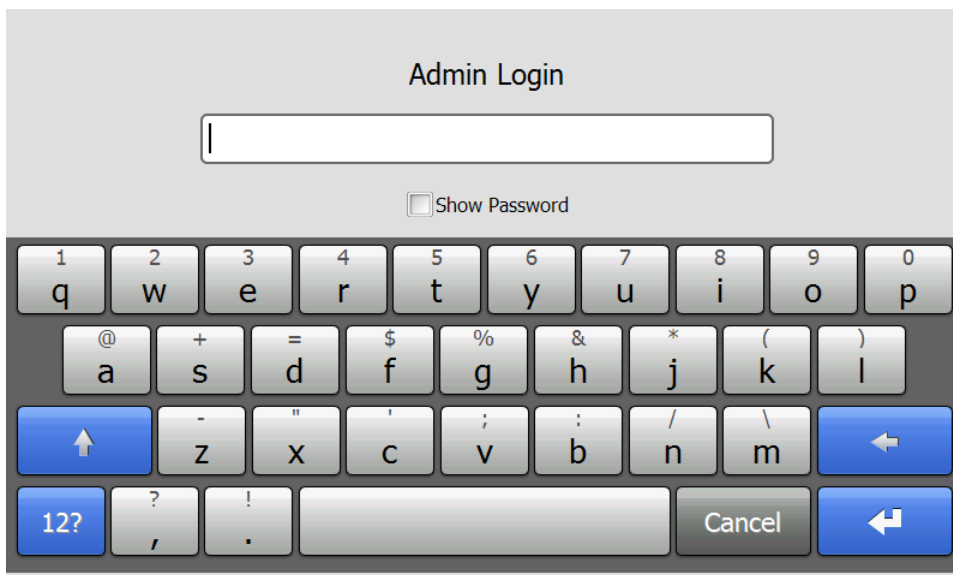 Admin Login
Show Password
1 2 3 4 5 6 7 8 9 0
q w e r t y u i o p
@ + = $ % & * ( )
a s d f g h j k l
- " ' ; : / \
z x c v b n m
? !
12? , . Cancel